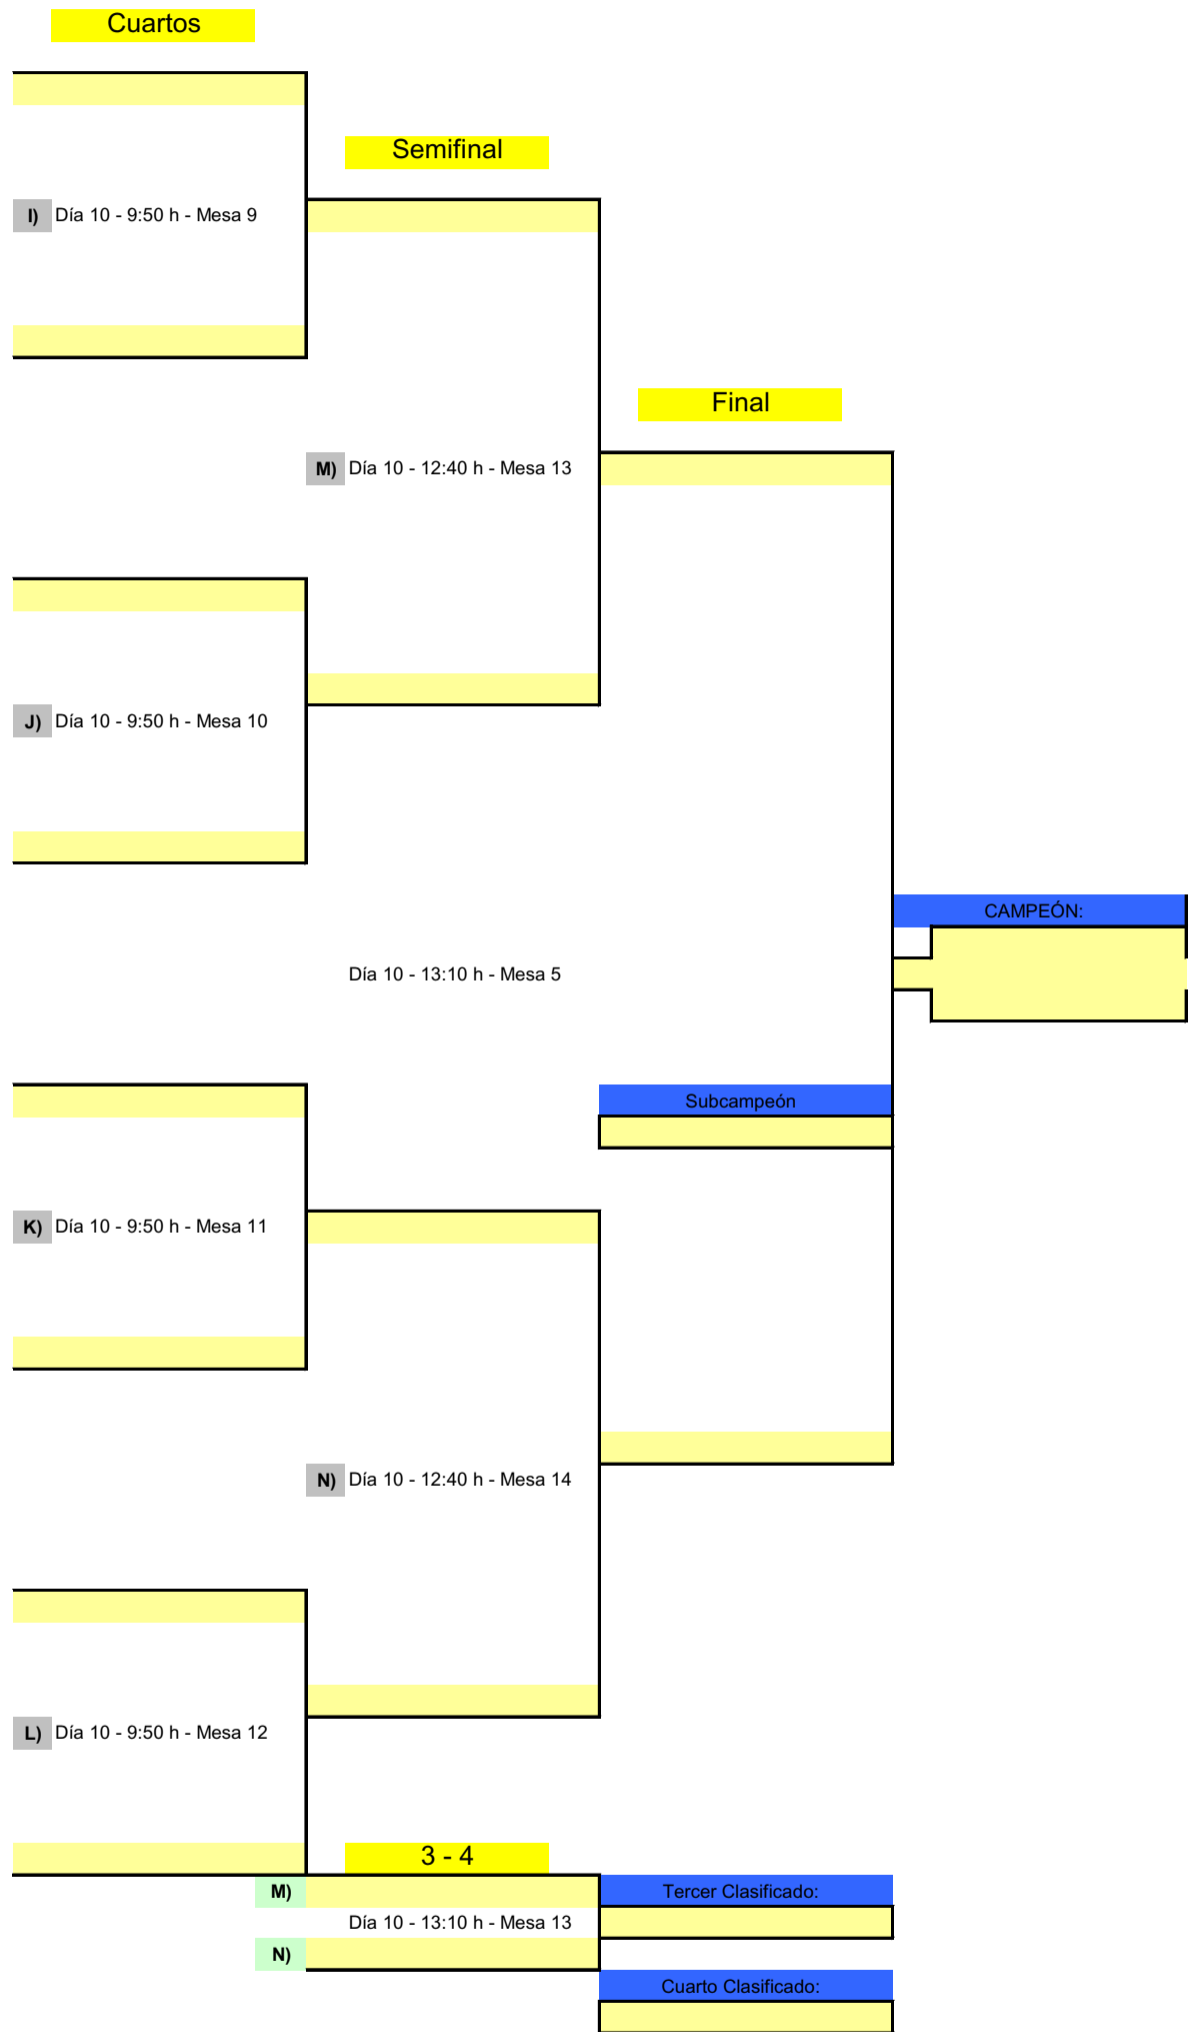 Cuartos
Semifinal
I) Día 10 - 9:50 h - Mesa 9
Final
M) Día 10 - 12:40 h - Mesa 13
J) Día 10 - 9:50 h - Mesa 10
CAMPEÓN:
Día 10 - 13:10 h - Mesa 5
Subcampeón
K) Día 10 - 9:50 h - Mesa 11
N) Día 10 - 12:40 h - Mesa 14
L) Día 10 - 9:50 h - Mesa 12
3 - 4
M)
Tercer Clasificado:
Día 10 - 13:10 h - Mesa 13
N)
Cuarto Clasificado: